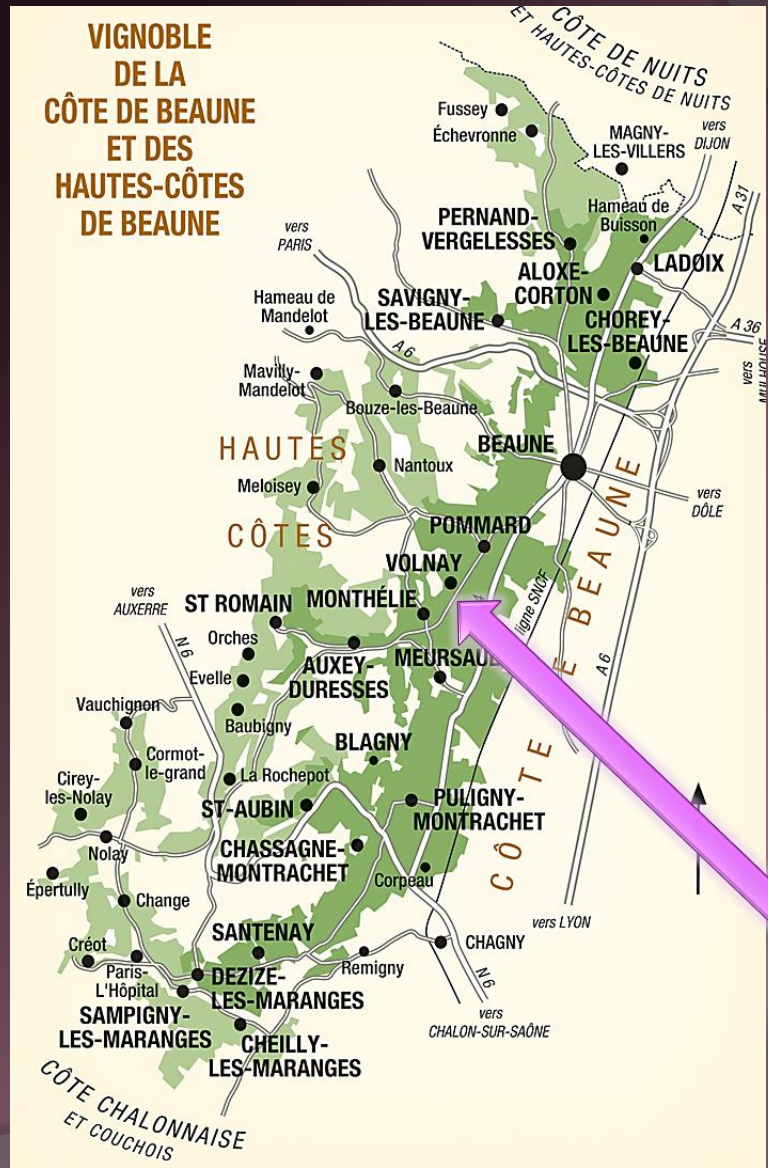 VIGNOBLE
DE LA
CÔTE DE BEAUNE
ET DES
HAUTES-CÔTES
DE BEAUNE
CÔTE DE NUITS
ET HAUTES-CÔTES DE NUITS
vers
DIJON
Fussey
Échevronne
MAGNY-
LES-VILLERS
A 31
Hameau de
Buisson
PERNAND-
VERGELESSES
LADOIX
ALOXE-
CORTON
vers
PARIS
SAVIGNY-
LES-BEAUNE
CHOREY-
LES-BEAUNE
Hameau de
Mandelot
A 36
vers
MULHOUSE
A 6
Mavilly-
Mandelot
Bouze-les-Beaune
HAUTES
BEAUNE
Nantoux
Meloisey
vers
DÔLE
CÔTES
POMMARD
VOLNAY
vers
AUXERRE
ST ROMAIN
MONTHÉLIE
ligne SNCF
N6
Orches
AUXEY-
DURESSES
MEURSAU
Evelle
A 6
Vauchignon
Baubigny
BLAGNY
Cormot-
le-grand
La Rochepot
Cirey-
les-Nolay
ST-AUBIN
PULIGNY-
MONTRACHET
CÔTE E BEAUNE
Nolay
CHASSAGNE-
MONTRACHET
Corpeau
Épertully
Change
vers LYON
SANTENAY
CHAGNY
Créot
Paris-
L'Hôpital
Remigny
DEZIZE-
LES-MARANGES
N6
SAMPIGNY-
LES-MARANGES
vers
CHALON-SUR-SAÔNE
CHEILLY-
LES-MARANGES
CÔTE CHALONNAISE
ET COUCHOIS